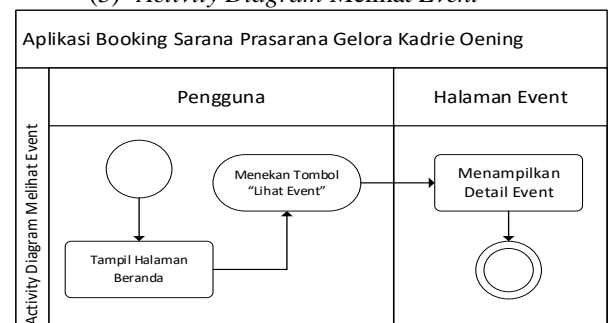 (3) Activity Diagram Melihat Event
Aplikasi Booking Sarana Prasarana Gelora Kadrie Oening
Activity Diagram Melihat Event
Pengguna
Halaman Event
Tampil Halaman
Beranda
Menekan Tombol
“Lihat Event”
Menampilkan
Detail Event